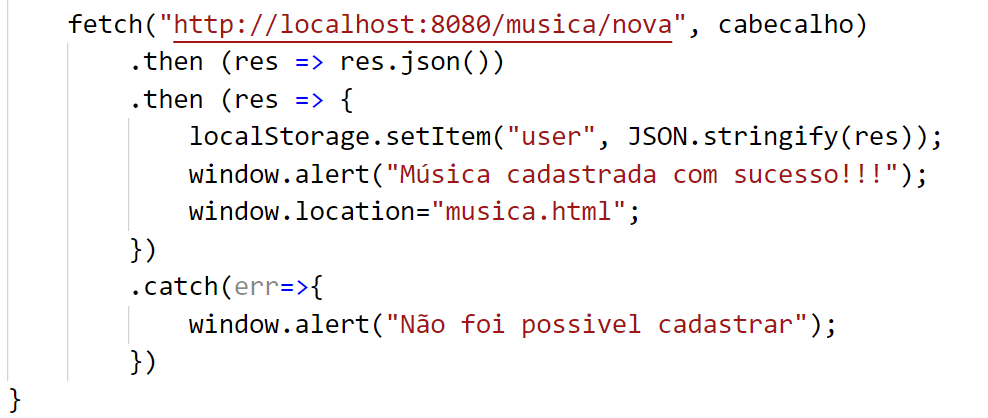 fetch("http://localhost:8080/musica/nova", cabecalho)
.then (res => res.json())
.then (res => {
localStorage.setItem("user", JSON.stringify(res));
window.alert("Música cadastrada com sucesso!!!");
window.location="musica.html";
})
.catch(err=>{
window.alert("Não foi possivel cadastrar");
})
}